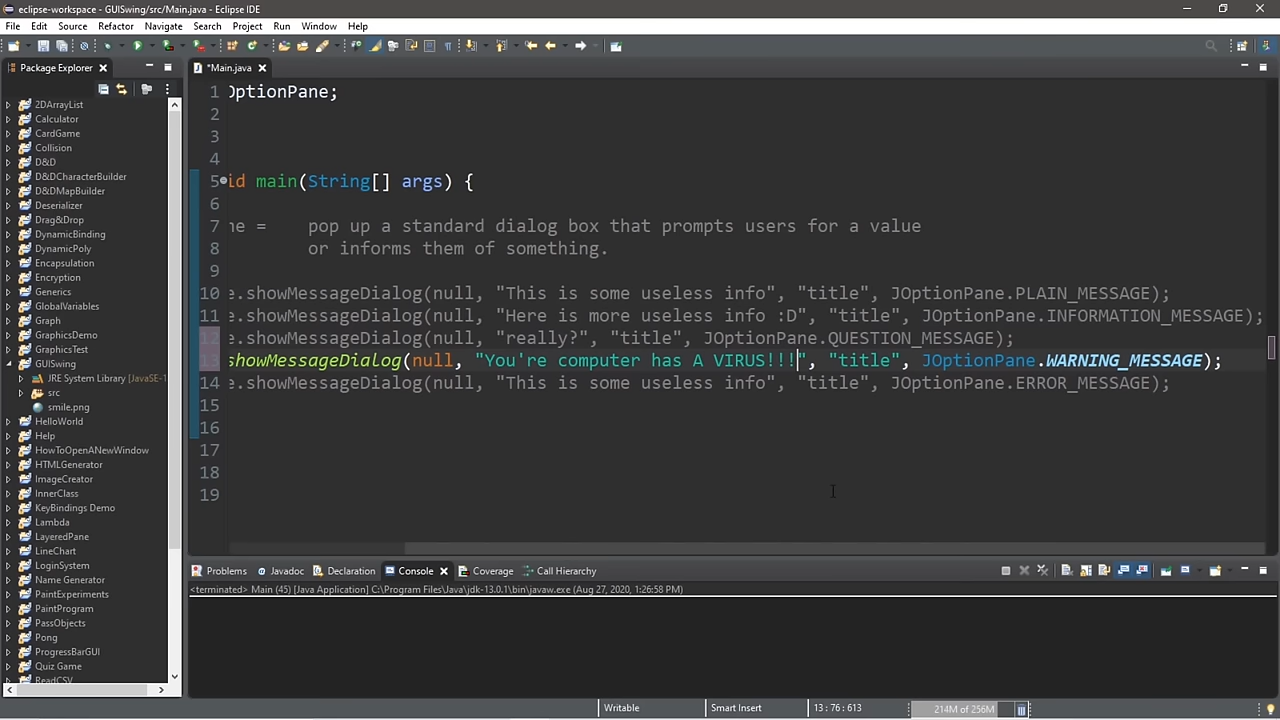 eclipse-workspace - GUISwing/src/Main.java - Eclipse IDE
File Edit Source Refactor Navigate Search Project Run Window Help
Package Explorer
*Main.java
2DArrayList
Calculator
CardGame
Collision
D&D
D&DCharacterBuilder
D&DMapBuilder
Deserializer
Drag&Drop
DynamicBinding
DynamicPoly
Encapsulation
Encryption
Generics
GlobalVariables
Graph
GraphicsDemo
GraphicsTest
GUISwing
JRE System Library [JavaSE-1
src
smile.png
HelloWorld
Help
HowToOpenANewWindow
HTMLGenerator
ImageCreator
InnerClass
KeyBindings Demo
Lambda
LayeredPane
LineChart
LoginSystem
Name Generator
PaintExperiments
PaintProgram
PassObjects
Pong
ProgressBarGUI
Quiz Game
ReadCSV
1 OptionPane;
2
3
4
5 id main(String[] args) {
6
7 ne = pop up a standard dialog box that prompts users for a value
8 or informs them of something.
9
10 e.showMessageDialog(null, "This is some useless info", "title", JOptionPane.PLAIN_MESSAGE);
11 e.showMessageDialog(null, "Here is more useless info :D", "title", JOptionPane.INFORMATION_MESSAGE);
12 e.showMessageDialog(null, "really?", "title", JOptionPane.QUESTION_MESSAGE);
13 showMessageDialog(null, "You're computer has A VIRUS!!!", "title", JOptionPane.WARNING_MESSAGE);
14 e.showMessageDialog(null, "This is some useless info", "title", JOptionPane.ERROR_MESSAGE);
15
16
17
18
19
Problems Javadoc Declaration Console Coverage Call Hierarchy
<terminated> Main (45) [Java Application] C:\Program Files\Java\jdk-13.0.1\bin\javaw.exe (Aug 27, 2020, 1:26:58 PM)
Writable Smart Insert 13 : 76 : 613 214M of 256M